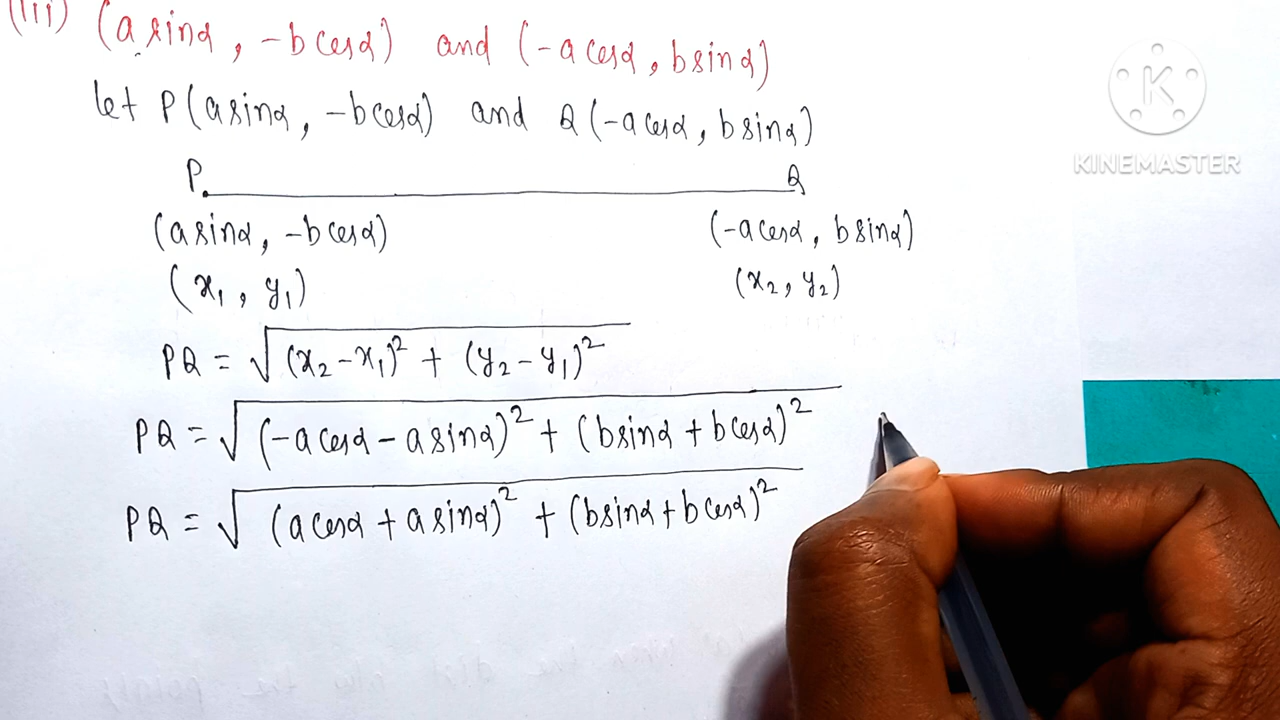 (iii) (a sinα, -b cosα) and (-a cosα, b sinα)
let P(a sinα, -b cosα) and Q(-a cosα, b sinα)
P Q
(a sinα, -b cosα) (-a cosα, b sinα)
(x₁, y₁) (x₂, y₂)
PQ = √(x₂-x₁)² + (y₂-y₁)²
PQ = √(-a cosα - a sinα)² + (b sinα + b cosα)²
PQ = √(a cosα + a sinα)² + (b sinα + b cosα)²
K
KINEMASTER